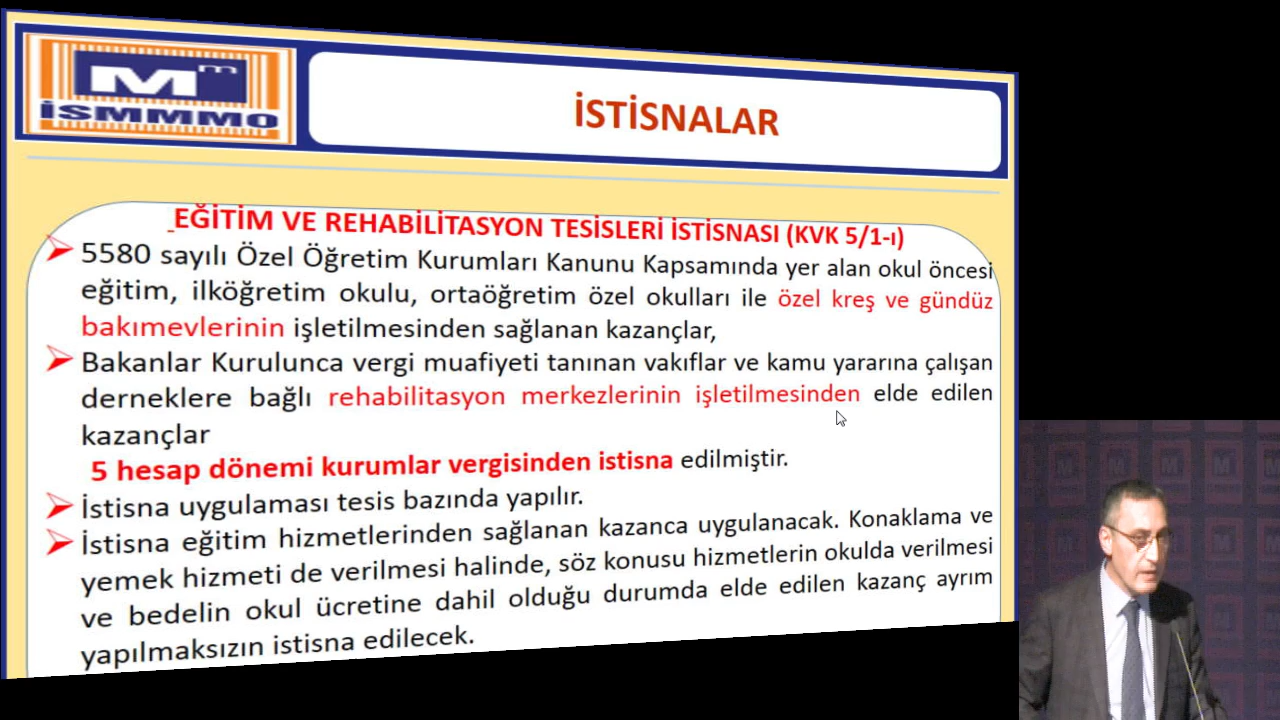 Mm
İSMMMO
İSTİSNALAR
EĞİTİM VE REHABİLİTASYON TESİSLERİ İSTİSNASI (KVK 5/1-ı)
5580 sayılı Özel Öğretim Kurumları Kanunu Kapsamında yer alan okul öncesi
eğitim, ilköğretim okulu, ortaöğretim özel okulları ile özel kreş ve gündüz
bakımevlerinin işletilmesinden sağlanan kazançlar,
Bakanlar Kurulunca vergi muafiyeti tanınan vakıflar ve kamu yararına çalışan
derneklere bağlı rehabilitasyon merkezlerinin işletilmesinden elde edilen
kazançlar
5 hesap dönemi kurumlar vergisinden istisna edilmiştir.
İstisna uygulaması tesis bazında yapılır.
İstisna eğitim hizmetlerinden sağlanan kazanca uygulanacak. Konaklama ve
yemek hizmeti de verilmesi halinde, söz konusu hizmetlerin okulda verilmesi
ve bedelin okul ücretine dahil olduğu durumda elde edilen kazanç ayrım
yapılmaksızın istisna edilecek.